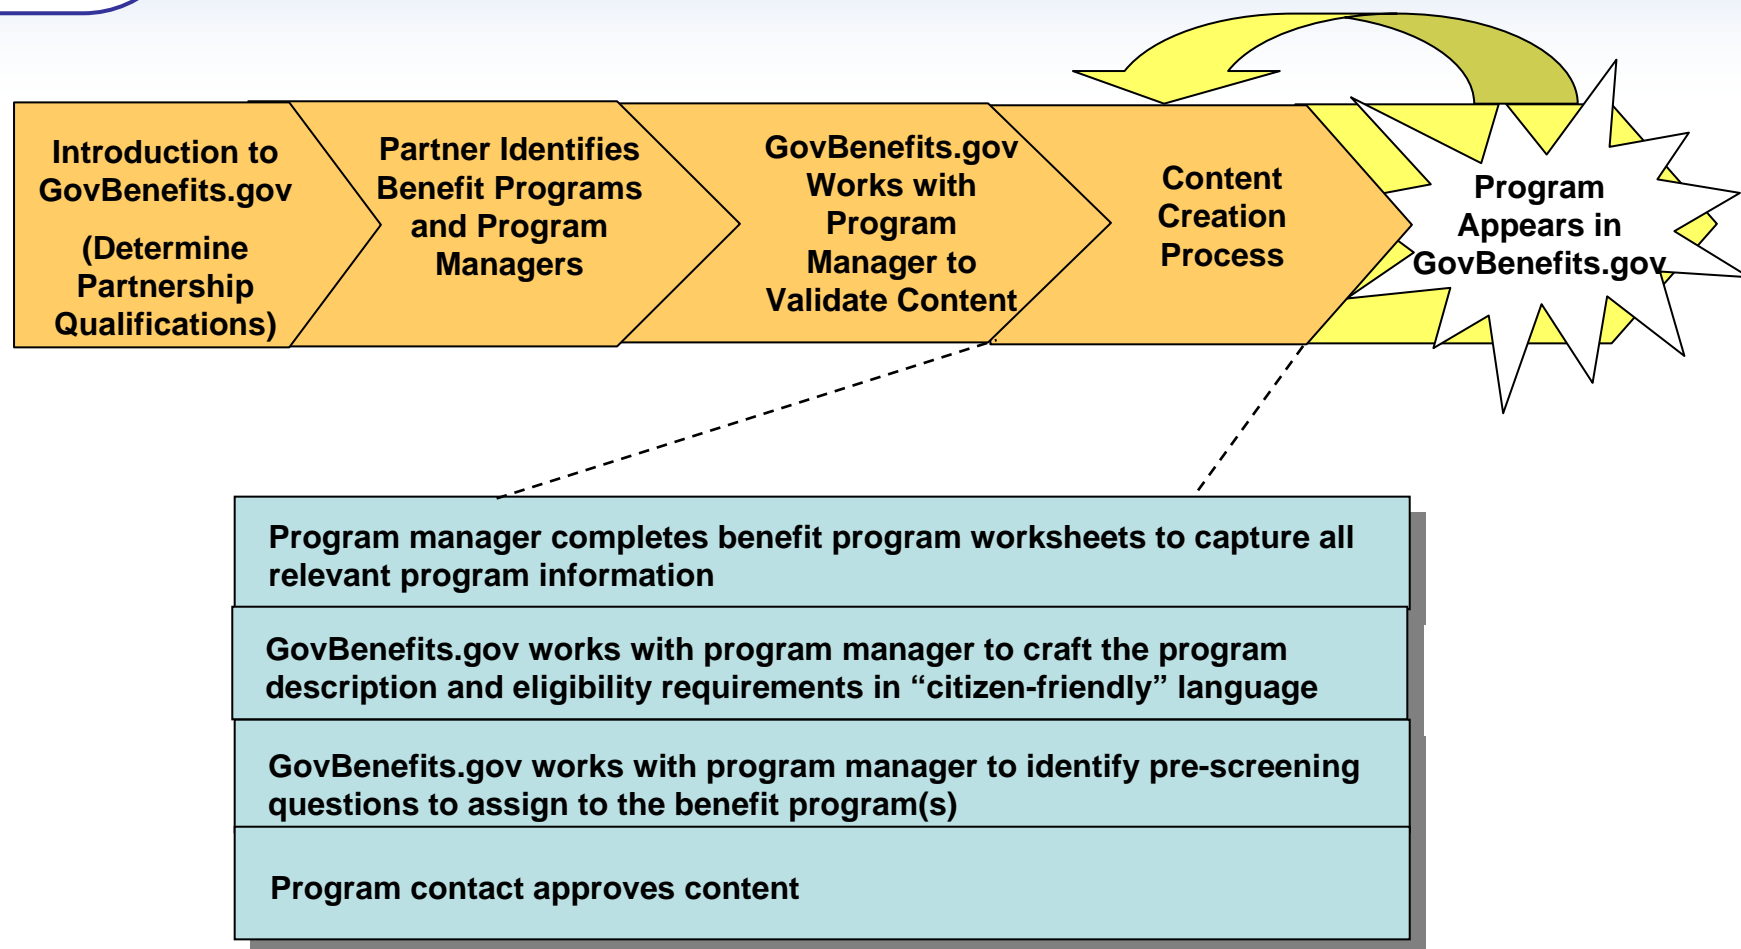 Introduction to
GovBenefits.gov
(Determine
Partnership
Qualifications)
Partner Identifies
Benefit Programs
and Program
Managers
GovBenefits.gov
Works with
Program
Manager to
Validate Content
Content
Creation
Process
Program
Appears in
GovBenefits.gov
Program manager completes benefit program worksheets to capture all
relevant program information
GovBenefits.gov works with program manager to craft the program
description and eligibility requirements in “citizen-friendly” language
GovBenefits.gov works with program manager to identify pre-screening
questions to assign to the benefit program(s)
Program contact approves content